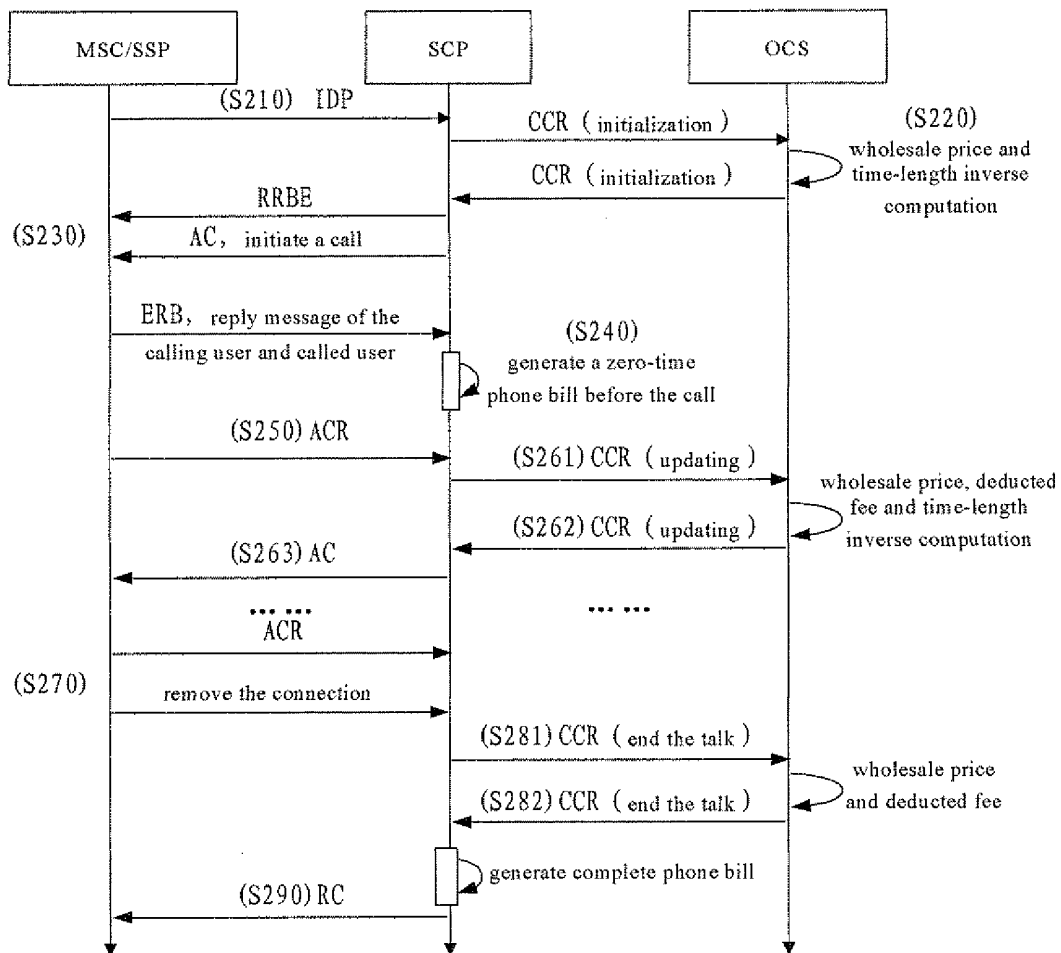 MSC/SSP
SCP
OCS
(S210) IDP
CCR ( initialization )
(S220)
wholesale price and
time-length inverse
computation
CCR ( initialization )
RRBE
(S230)
AC, initiate a call
ERB, reply message of the
calling user and called user
(S240)
generate a zero-time
phone bill before the call
(S250) ACR
(S261) CCR ( updating )
wholesale price, deducted
fee and time-length
inverse computation
(S262) CCR ( updating )
(S263) AC
... ...
... ...
ACR
(S270)
remove the connection
(S281) CCR ( end the talk )
wholesale price
and deducted fee
(S282) CCR ( end the talk )
generate complete phone bill
(S290) RC